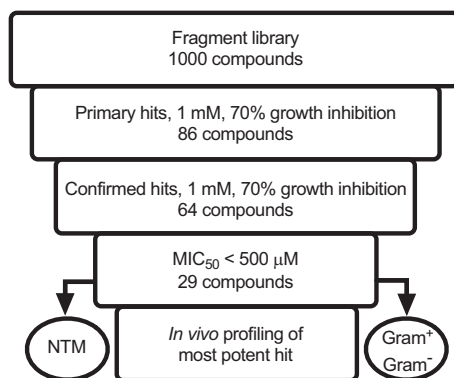 Fragment library
1000 compounds
Primary hits, 1 mM, 70% growth inhibition
86 compounds
Confirmed hits, 1 mM, 70% growth inhibition
64 compounds
MIC50 < 500 μM
29 compounds
NTM
In vivo profiling of
most potent hit
Gram+
Gram-